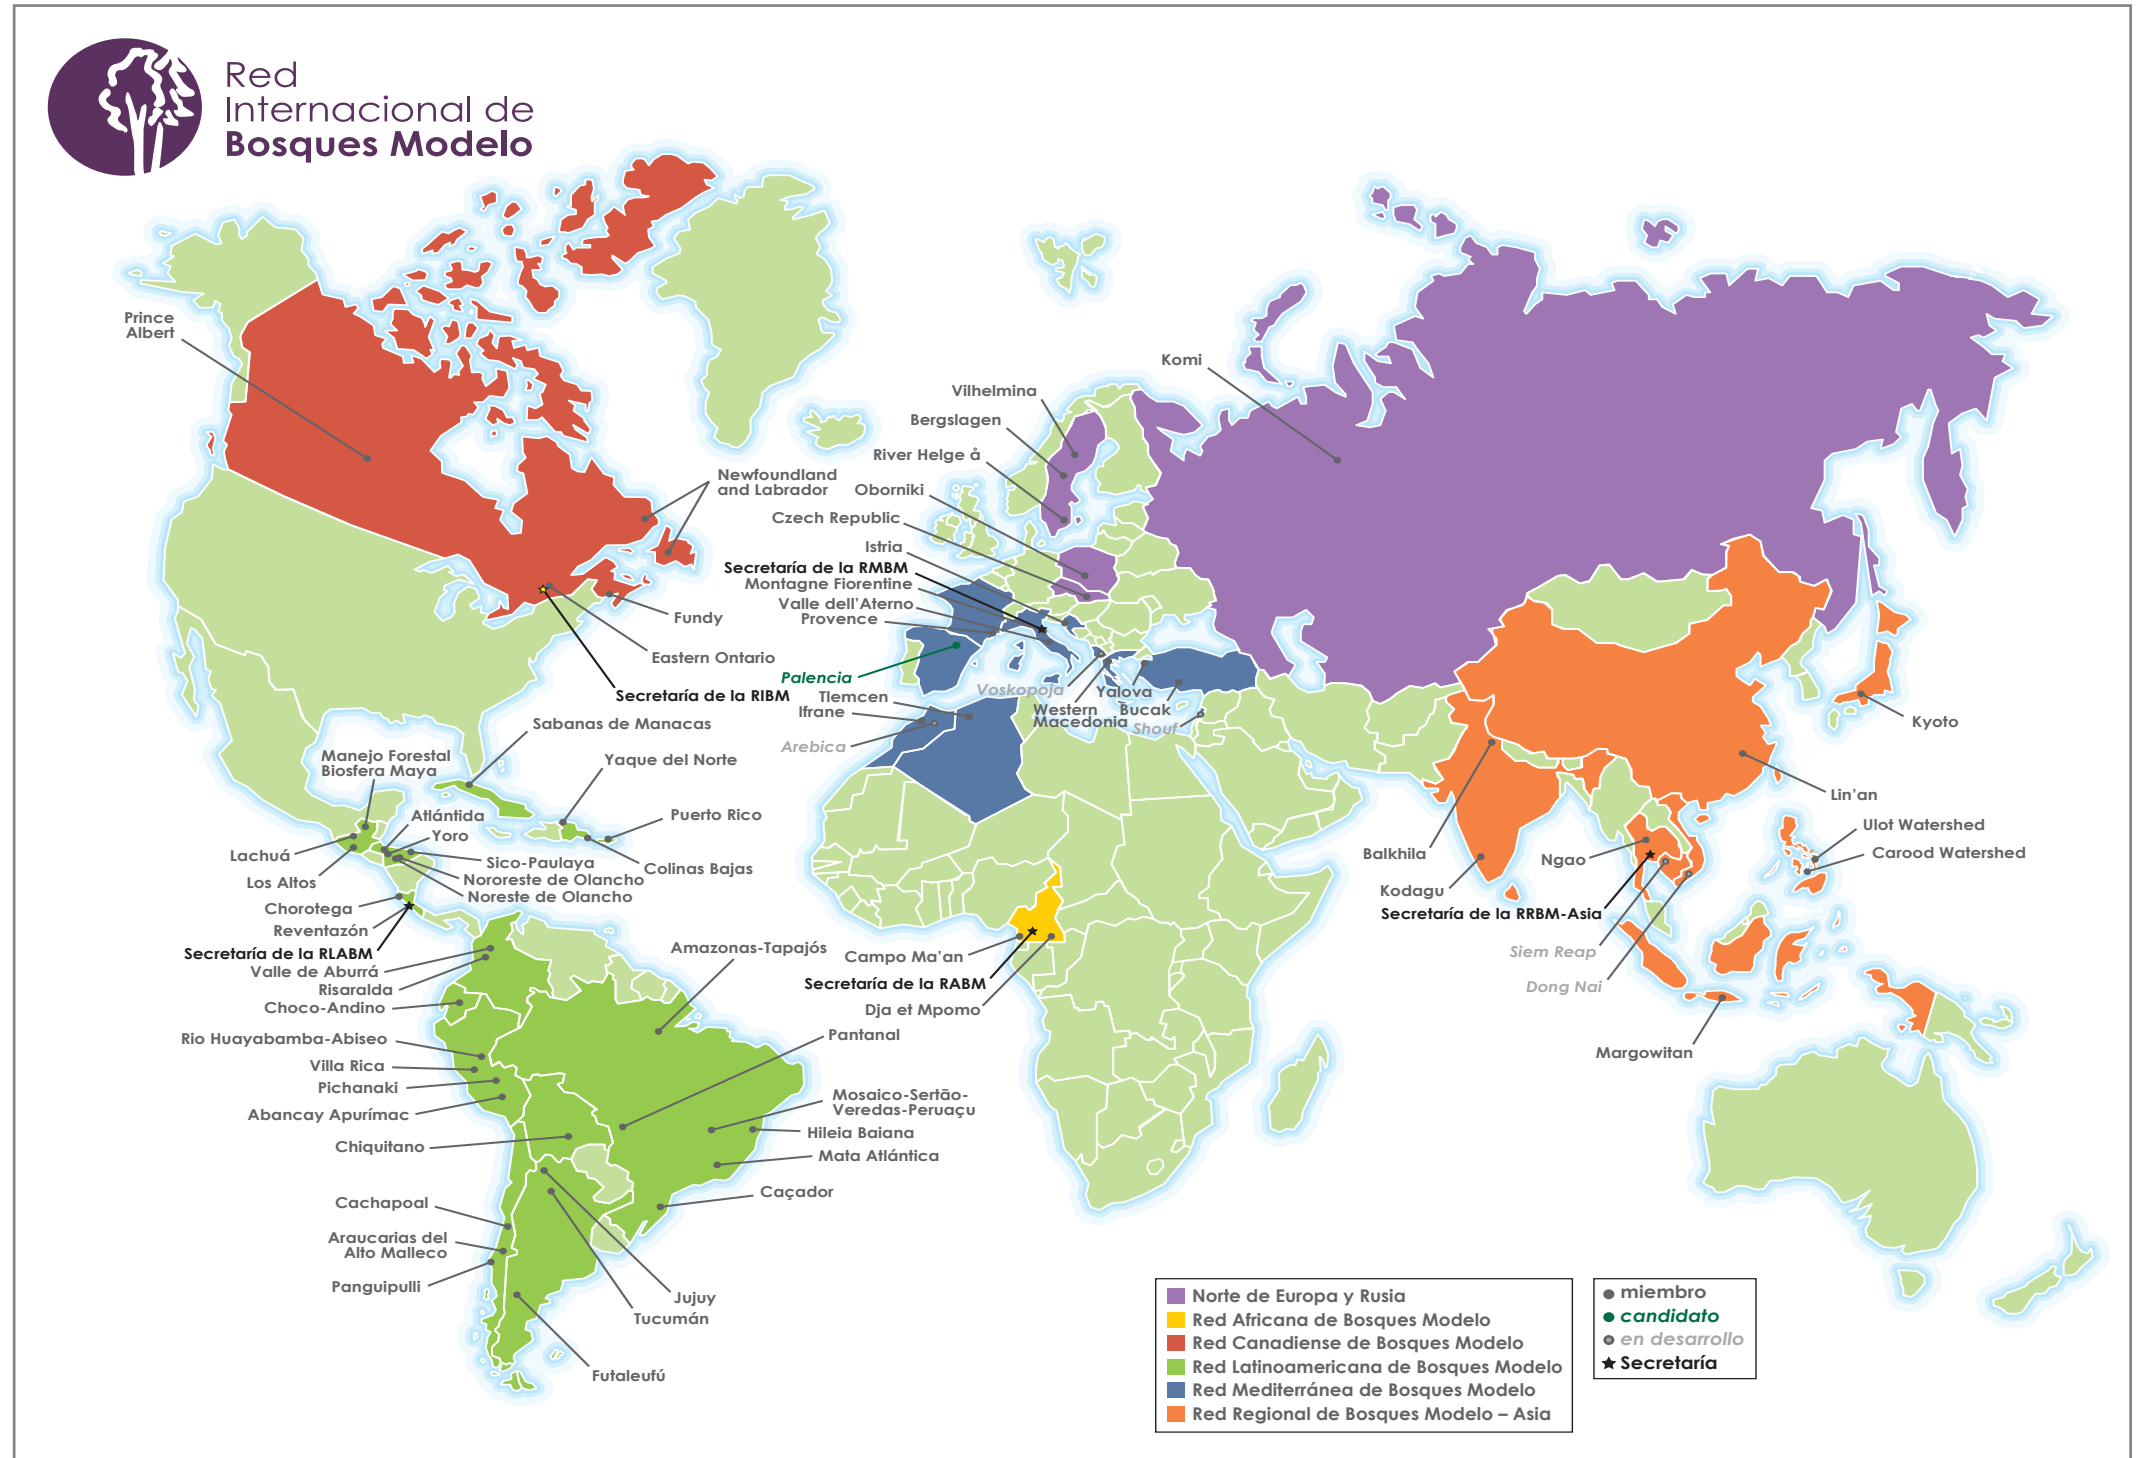 Red
Internacional de
Bosques Modelo
Prince
Albert
Newfoundland
and Labrador
Fundy
Eastern Ontario
Secretaría de la RIBM
Sabanas de Manacas
Yaque del Norte
Puerto Rico
Colinas Bajas
Manejo Forestal
Biosfera Maya
Atlántida
Yoro
Sico-Paulaya
Nororeste de Olancho
Noreste de Olancho
Lachuá
Los Altos
Chorotega
Reventazón
Secretaría de la RLABM
Valle de Aburrá
Risaralda
Choco-Andino
Rio Huayabamba-Abiseo
Villa Rica
Pichanaki
Abancay Apurímac
Chiquitano
Cachapoal
Araucarias del
Alto Malleco
Panguipulli
Amazonas-Tapajós
Pantanal
Mosaico-Sertão-
Veredas-Peruaçu
Hileia Baiana
Mata Atlántica
Caçador
Jujuy
Tucumán
Futaleufú
Komi
Vilhelmina
Bergslagen
River Helge å
Oborniki
Czech Republic
Istria
Secretaría de la RMBM
Montagne Fiorentine
Valle dell'Aterno
Provence
Palencia
Tlemcen
Ifrane
Arebica
Voskopoja
Western
Macedonia
Yalova
Bucak
Shouf
Campo Ma'an
Secretaría de la RABM
Dja et Mpomo
Kyoto
Lin'an
Ulot Watershed
Carood Watershed
Balkhila
Kodagu
Ngao
Secretaría de la RRBM-Asia
Siem Reap
Dong Nai
Margowitan
Norte de Europa y Rusia
Red Africana de Bosques Modelo
Red Canadiense de Bosques Modelo
Red Latinoamericana de Bosques Modelo
Red Mediterránea de Bosques Modelo
Red Regional de Bosques Modelo – Asia
miembro
candidato
en desarrollo
Secretaría